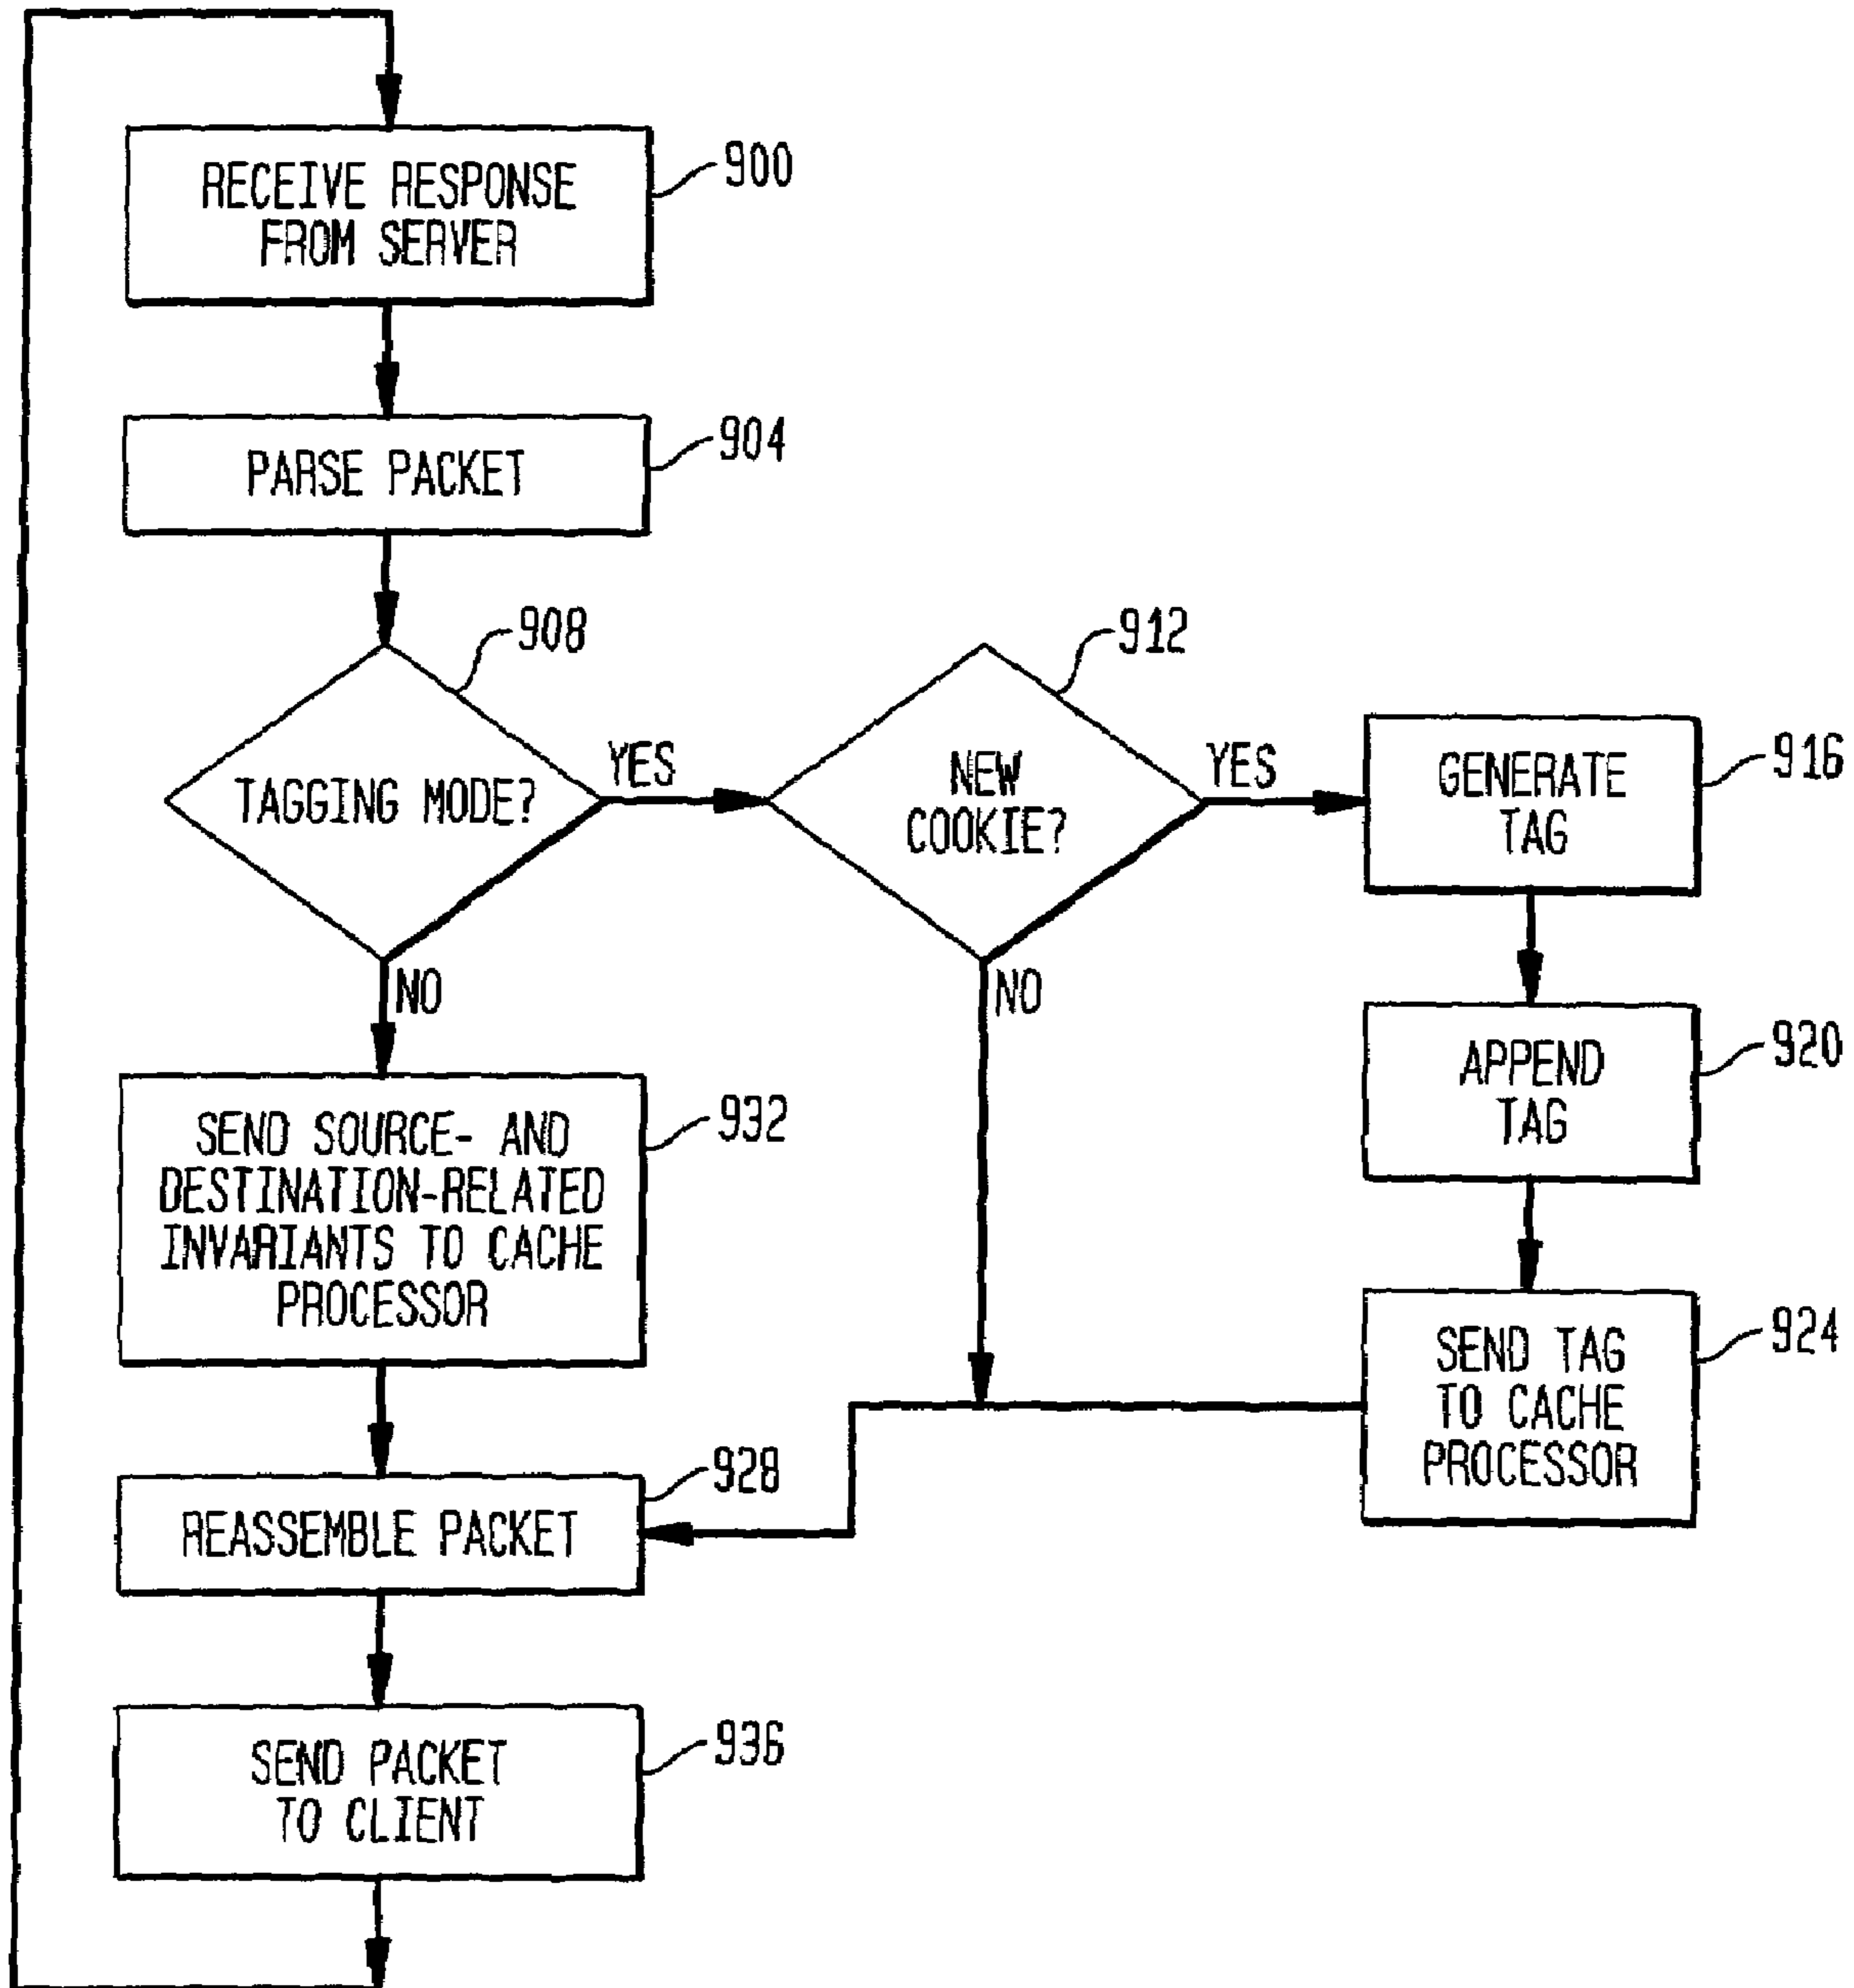 RECEIVE RESPONSE
FROM SERVER
900
PARSE PACKET
904
908
TAGGING MODE?
YES
NO
912
NEW
COOKIE?
YES
NO
GENERATE
TAG
916
APPEND
TAG
920
SEND TAG
TO CACHE
PROCESSOR
924
SEND SOURCE- AND
DESTINATION-RELATED
INVARIANTS TO CACHE
PROCESSOR
932
REASSEMBLE PACKET
928
SEND PACKET
TO CLIENT
936